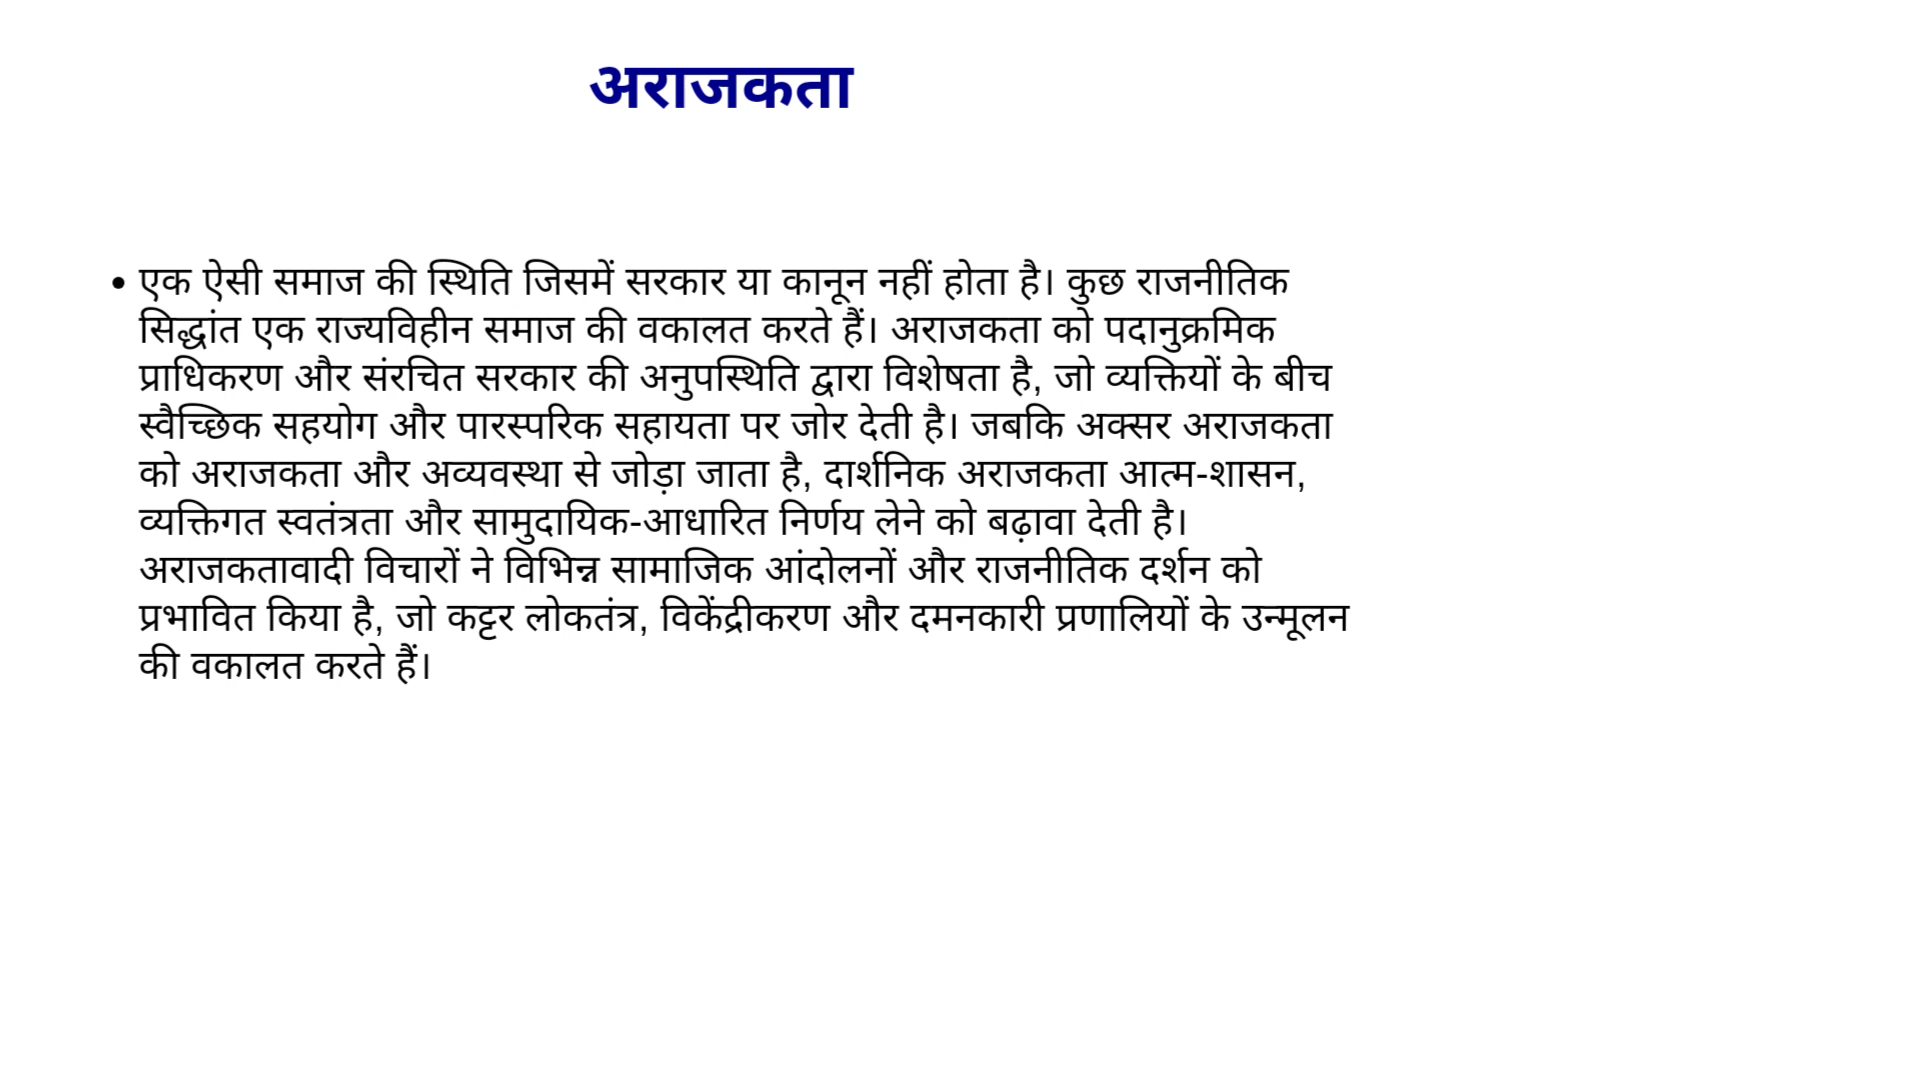 अराजकता
• एक ऐसी समाज की स्थिति जिसमें सरकार या कानून नहीं होता है। कुछ राजनीतिक
सिद्धांत एक राज्यविहीन समाज की वकालत करते हैं। अराजकता को पदानुक्रमिक
प्राधिकरण और संरचित सरकार की अनुपस्थिति द्वारा विशेषता है, जो व्यक्तियों के बीच
स्वैच्छिक सहयोग और पारस्परिक सहायता पर जोर देती है। जबकि अक्सर अराजकता
को अराजकता और अव्यवस्था से जोड़ा जाता है, दार्शनिक अराजकता आत्म-शासन,
व्यक्तिगत स्वतंत्रता और सामुदायिक-आधारित निर्णय लेने को बढ़ावा देती है।
अराजकतावादी विचारों ने विभिन्न सामाजिक आंदोलनों और राजनीतिक दर्शन को
प्रभावित किया है, जो कट्टर लोकतंत्र, विकेंद्रीकरण और दमनकारी प्रणालियों के उन्मूलन
की वकालत करते हैं।